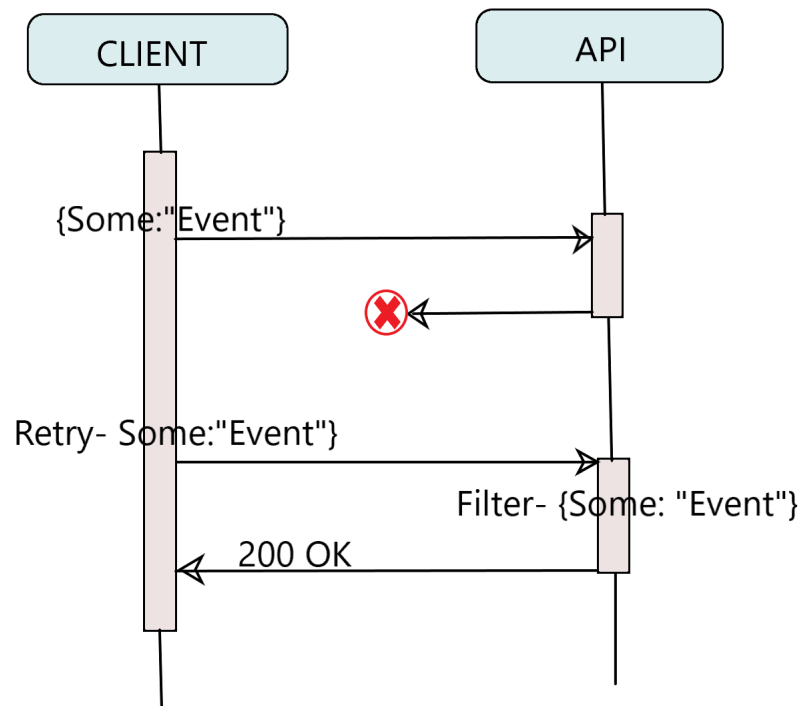 CLIENT
API
{Some:"Event"}
Retry- Some:"Event"}
Filter- {Some: "Event"}
200 OK